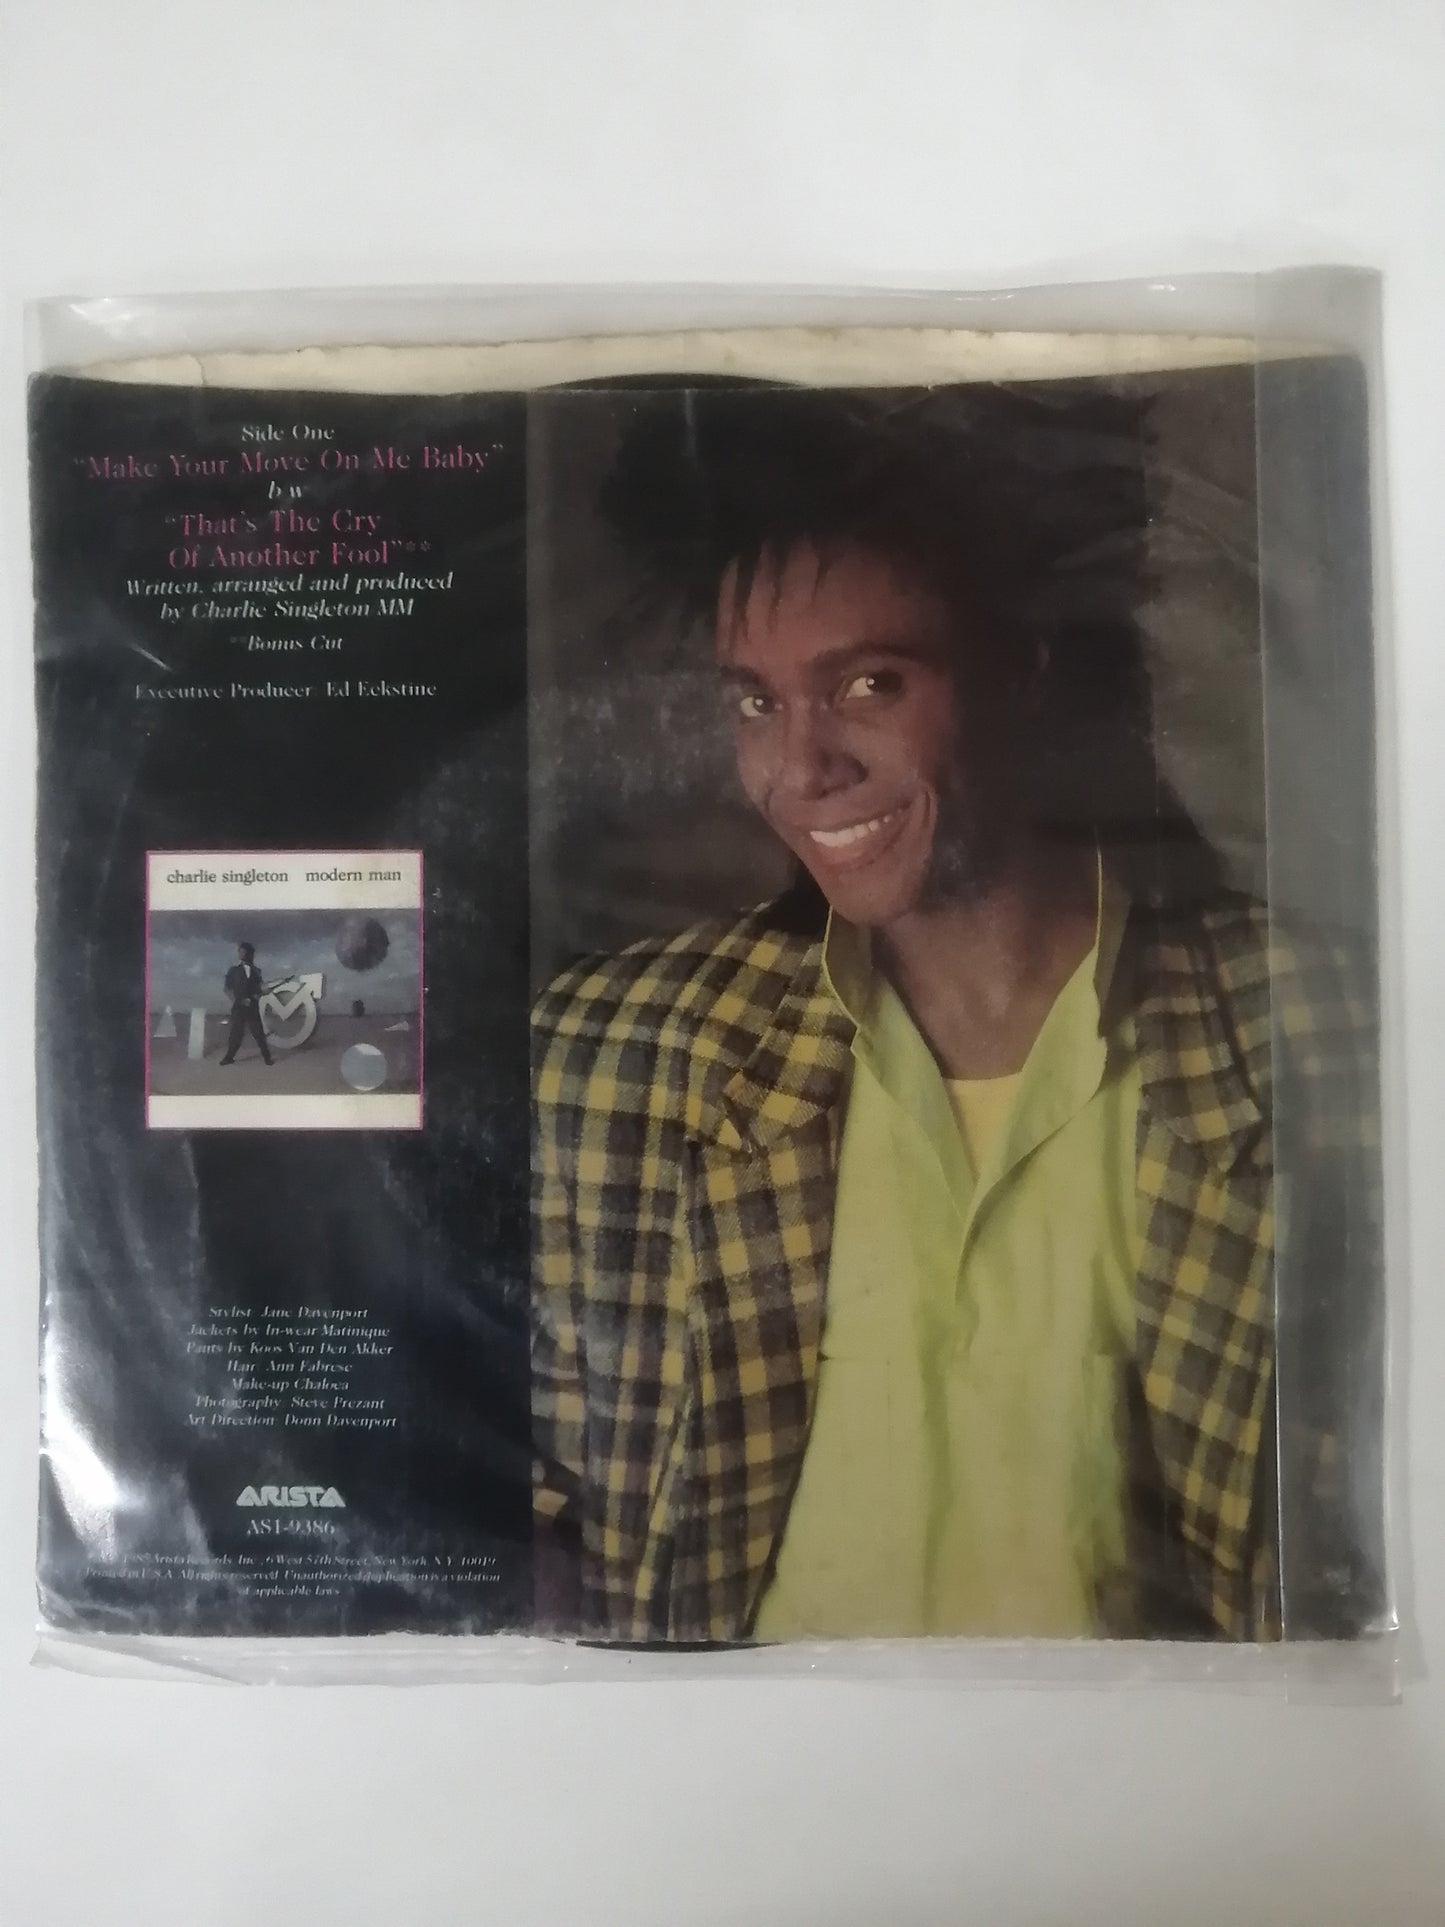 Side One
"Make Your Move On Me Baby"
b/w
"That's The Cry
Of Another Fool"**
Written, arranged and produced
by Charlie Singleton MM
**Bonus Cut
Executive Producer: Ed Eckstine
charlie singleton modern man
Stylist: Jane Davenport
Jackets by In-wear Matinique
Pants by Koos Van Den Akker
Hair: Ann Fabrese
Make-up Chaloea
Photography: Steve Prezant
Art Direction: Donn Davenport
ARISTA
AS1-9386
Arista Records, Inc., 6 West 57th Street, New York, N.Y. 10019
Printed in U.S.A. All rights reserved. Unauthorized duplication is a violation
of applicable laws